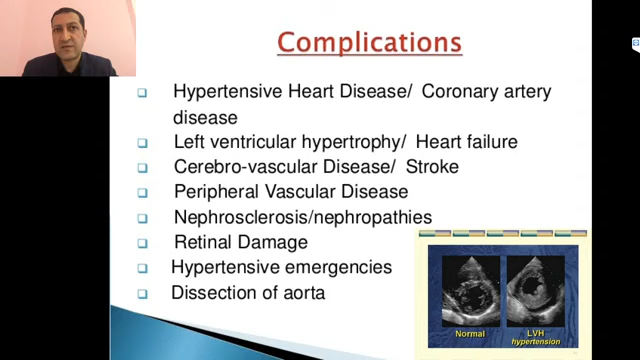 Complications
Hypertensive Heart Disease/ Coronary artery
disease
Left ventricular hypertrophy/ Heart failure
Cerebro-vascular Disease/ Stroke
Peripheral Vascular Disease
Nephrosclerosis/nephropathies
Retinal Damage
Hypertensive emergencies
Dissection of aorta
Normal
LVH
hypertension